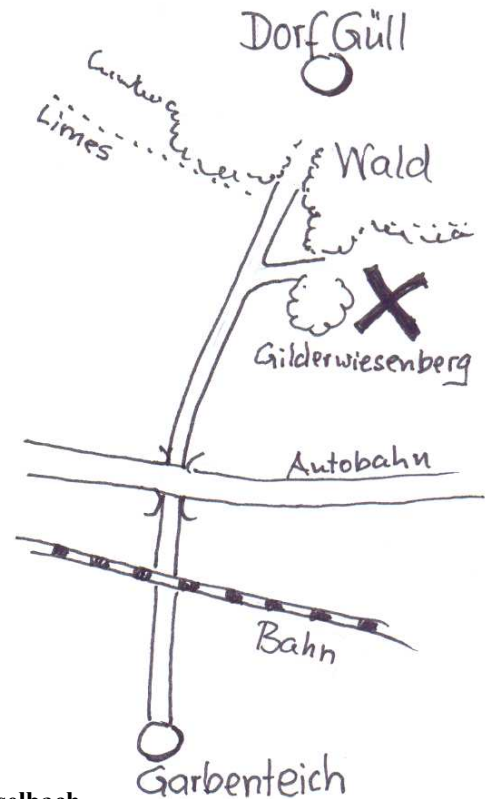 Dorf Güll
Limes
Wald
Gilderwiesenberg
Autobahn
Bahn
Garbenteich